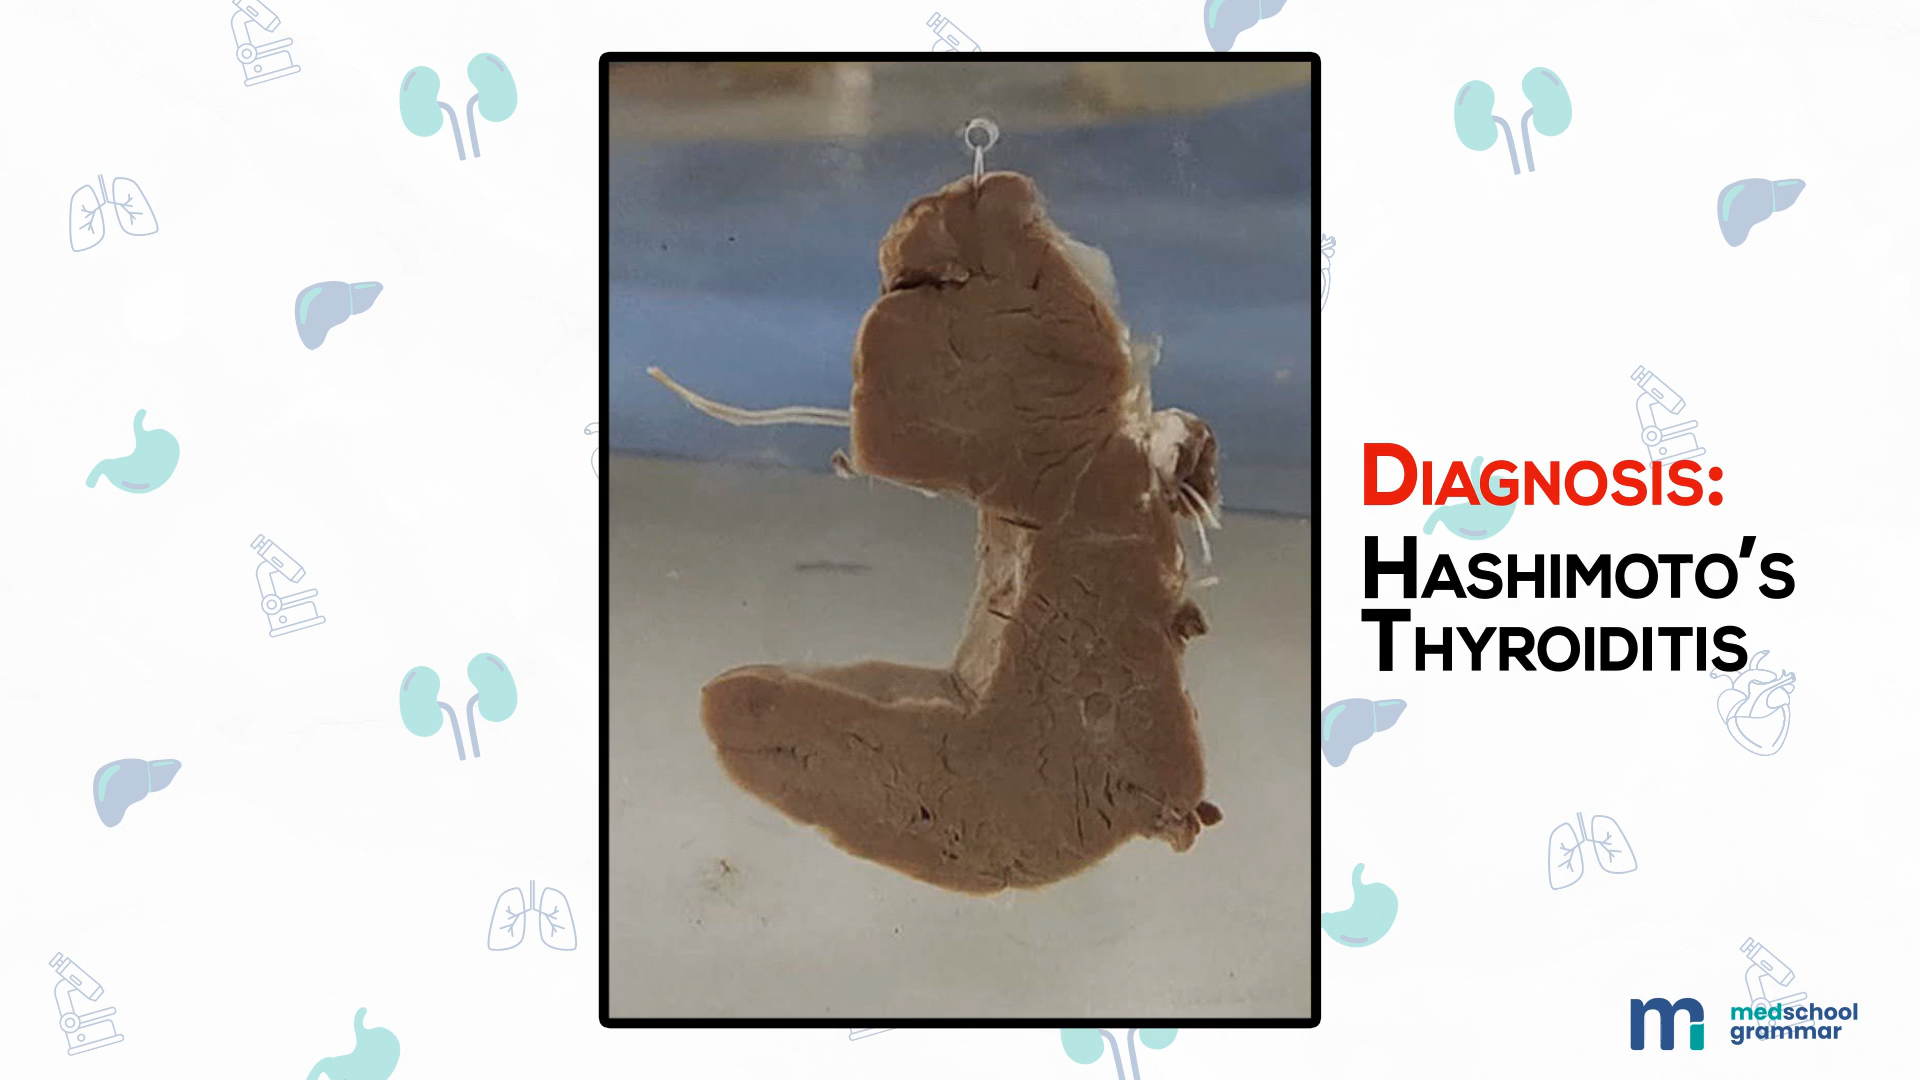 Diagnosis:
Hashimoto's
Thyroiditis
medschool
grammar